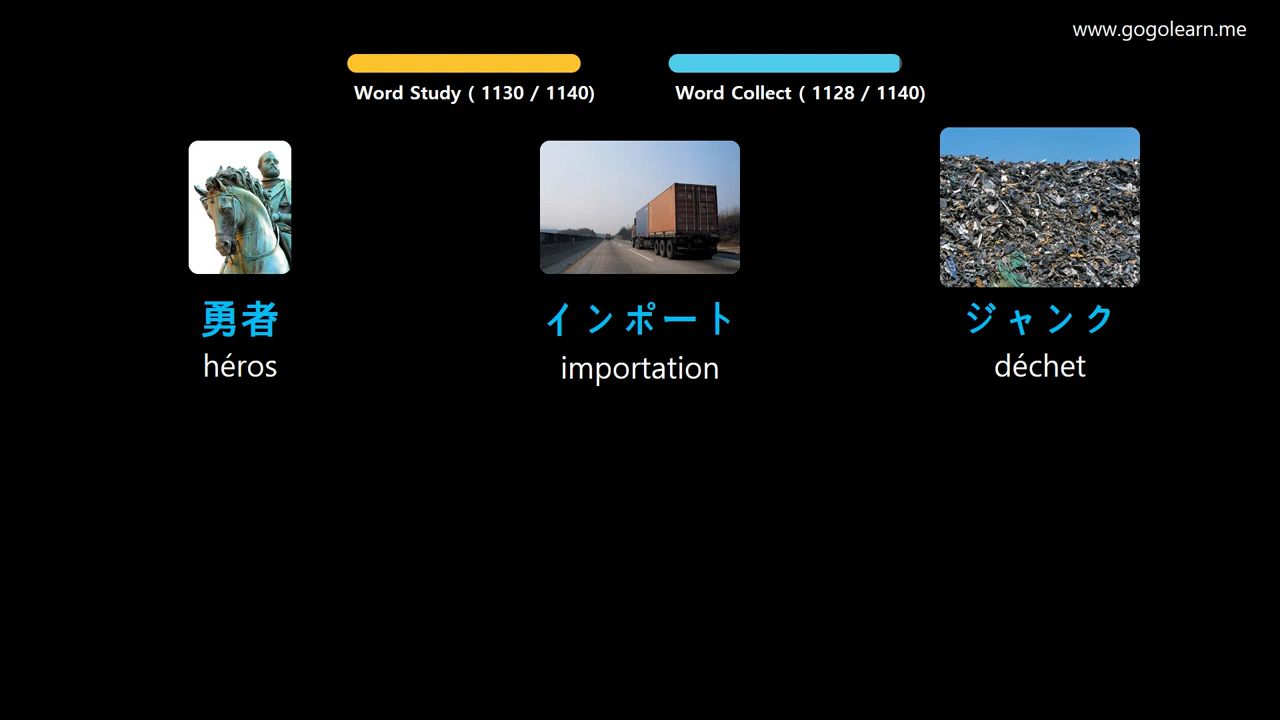 www.gogolearn.me
Word Study ( 1130 / 1140)
Word Collect ( 1128 / 1140)
勇者
インポート
ジャンク
héros
importation
déchet